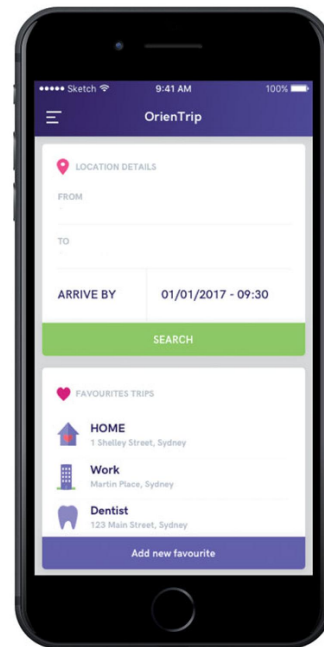 Sketch 9:41 AM 100%
OrienTrip
LOCATION DETAILS
FROM
TO
ARRIVE BY 01/01/2017 - 09:30
SEARCH
FAVOURITES TRIPS
HOME
1 Shelley Street, Sydney
Work
Martin Place, Sydney
Dentist
123 Main Street, Sydney
Add new favourite